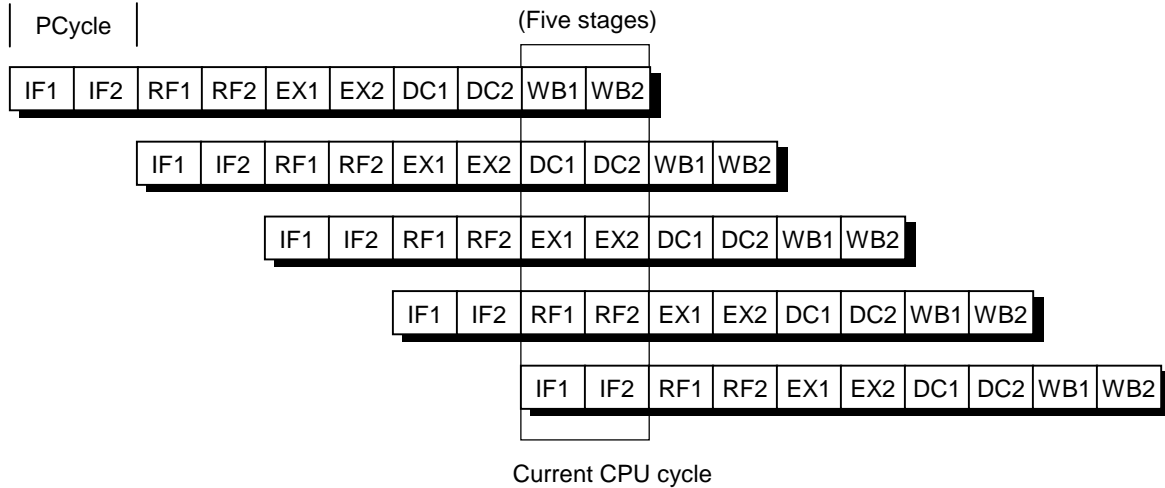 PCycle (Five stages)
IF1 IF2 RF1 RF2 EX1 EX2 DC1 DC2 WB1 WB2
IF1 IF2 RF1 RF2 EX1 EX2 DC1 DC2 WB1 WB2
IF1 IF2 RF1 RF2 EX1 EX2 DC1 DC2 WB1 WB2
IF1 IF2 RF1 RF2 EX1 EX2 DC1 DC2 WB1 WB2
IF1 IF2 RF1 RF2 EX1 EX2 DC1 DC2 WB1 WB2
Current CPU cycle